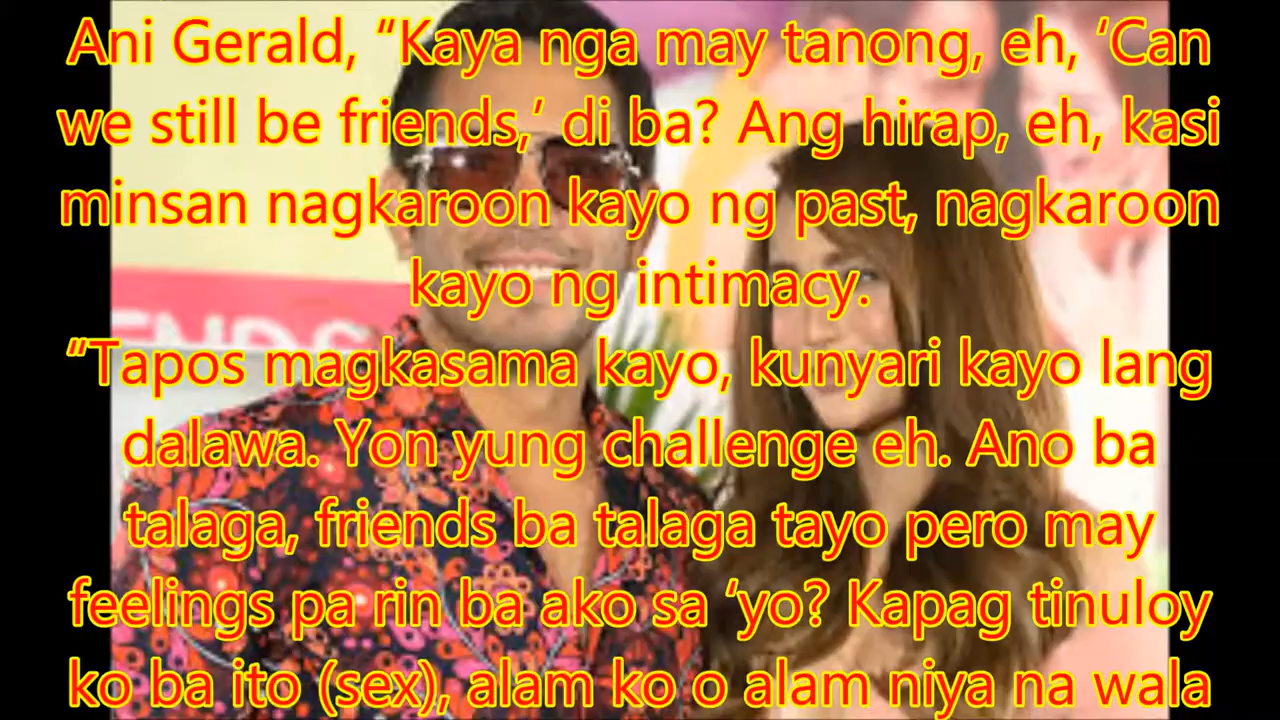 Ani Gerald, “Kaya nga may tanong, eh, ‘Can
we still be friends,’ di ba? Ang hirap, eh, kasi
minsan nagkaroon kayo ng past, nagkaroon
kayo ng intimacy.
“Tapos magkasama kayo, kunyari kayo lang
dalawa. Yon yung challenge eh. Ano ba
talaga, friends ba talaga tayo pero may
feelings pa rin ba ako sa ‘yo? Kapag tinuloy
ko ba ito (sex), alam ko o alam niya na wala